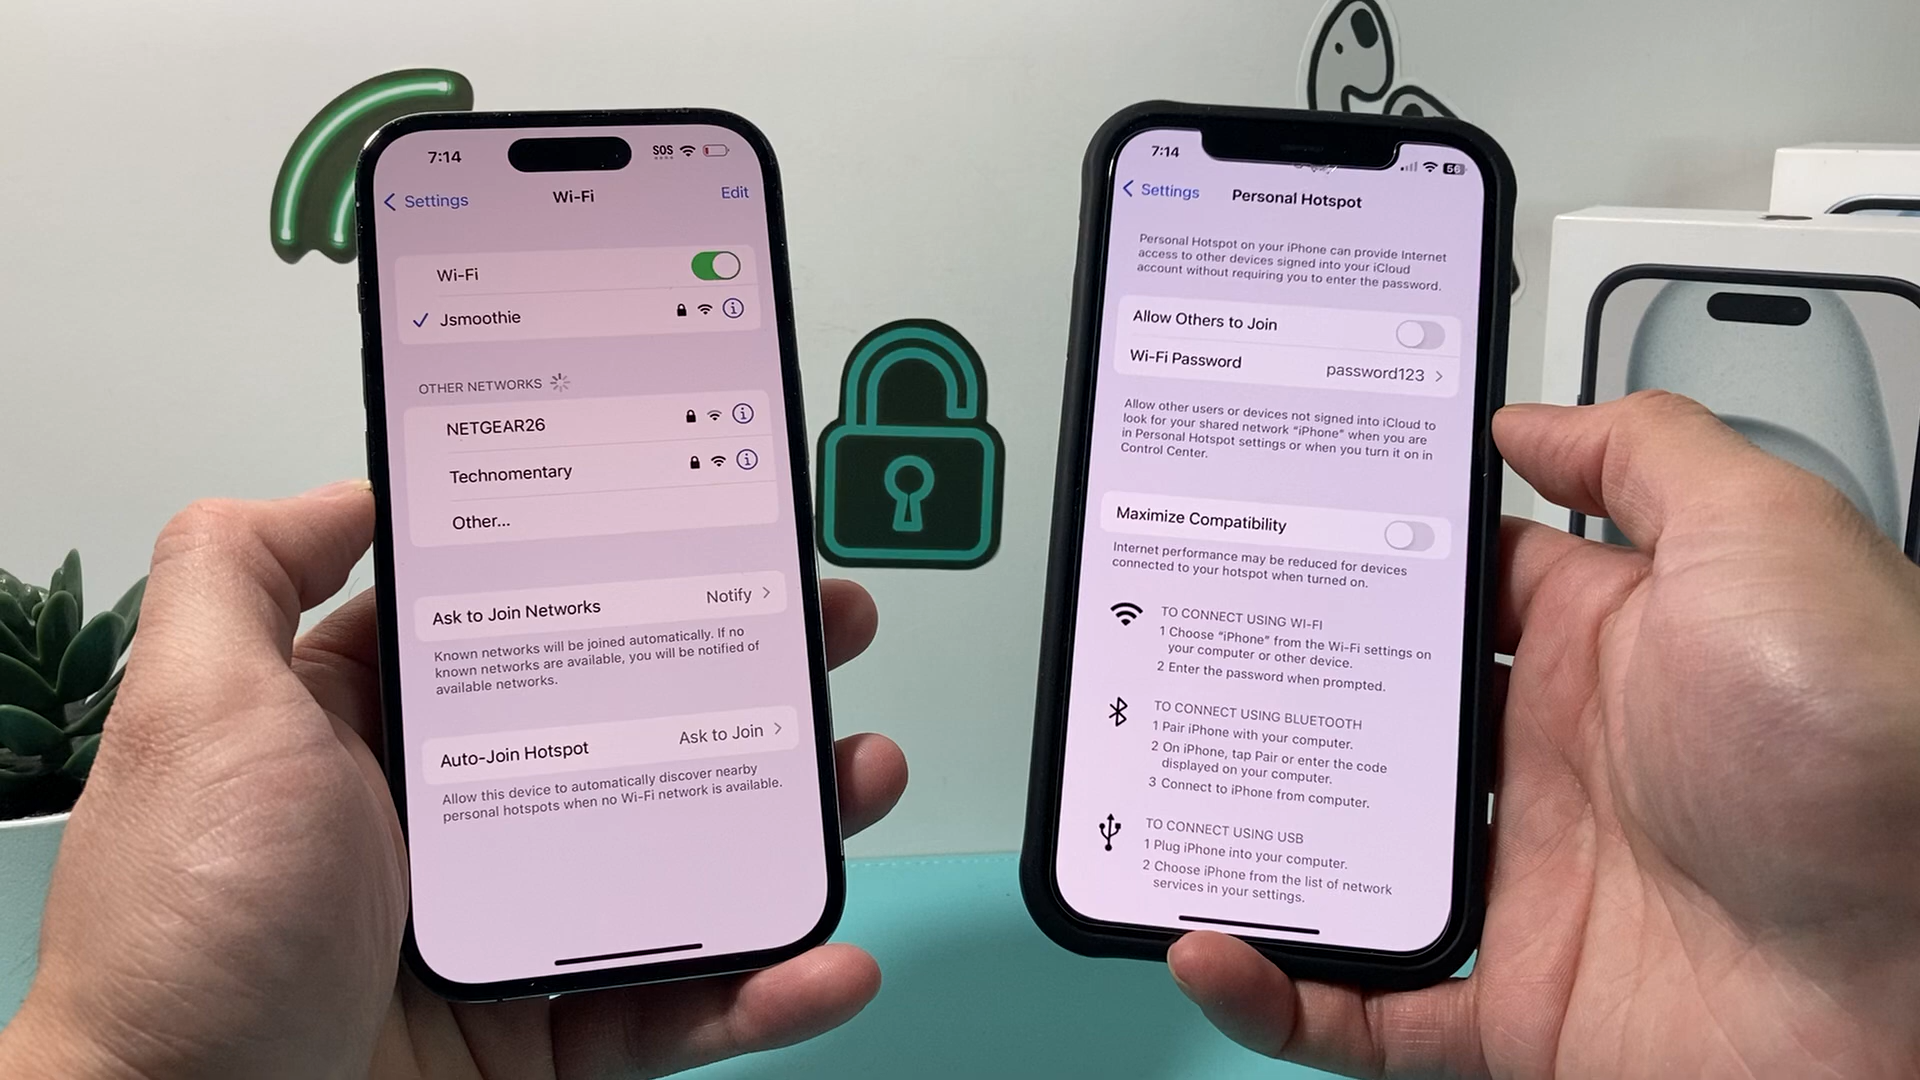 7:14
SOS
Settings
Wi-Fi
Edit
Wi-Fi
Jsmoothie
OTHER NETWORKS
NETGEAR26
Technomentary
Other...
Ask to Join Networks
Notify
Known networks will be joined automatically. If no
known networks are available, you will be notified of
available networks.
Auto-Join Hotspot
Ask to Join
Allow this device to automatically discover nearby
personal hotspots when no Wi-Fi network is available.
7:14
56
Settings
Personal Hotspot
Personal Hotspot on your iPhone can provide Internet
access to other devices signed into your iCloud
account without requiring you to enter the password.
Allow Others to Join
Wi-Fi Password
password123
Allow other users or devices not signed into iCloud to
look for your shared network “iPhone” when you are
in Personal Hotspot settings or when you turn it on in
Control Center.
Maximize Compatibility
Internet performance may be reduced for devices
connected to your hotspot when turned on.
TO CONNECT USING WI-FI
1 Choose “iPhone” from the Wi-Fi settings on
your computer or other device.
2 Enter the password when prompted.
TO CONNECT USING BLUETOOTH
1 Pair iPhone with your computer.
2 On iPhone, tap Pair or enter the code
displayed on your computer.
3 Connect to iPhone from computer.
TO CONNECT USING USB
1 Plug iPhone into your computer.
2 Choose iPhone from the list of network
services in your settings.